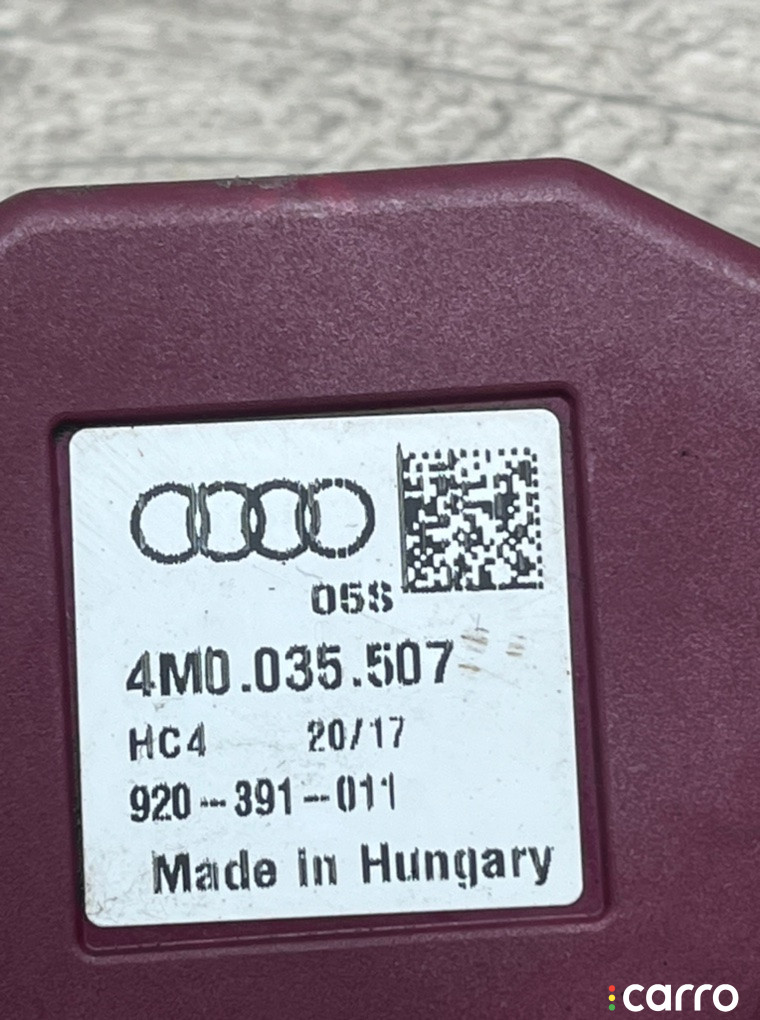 05S
4M0.035.507
HC4 20/17
920-391-011
Made in Hungary
carro